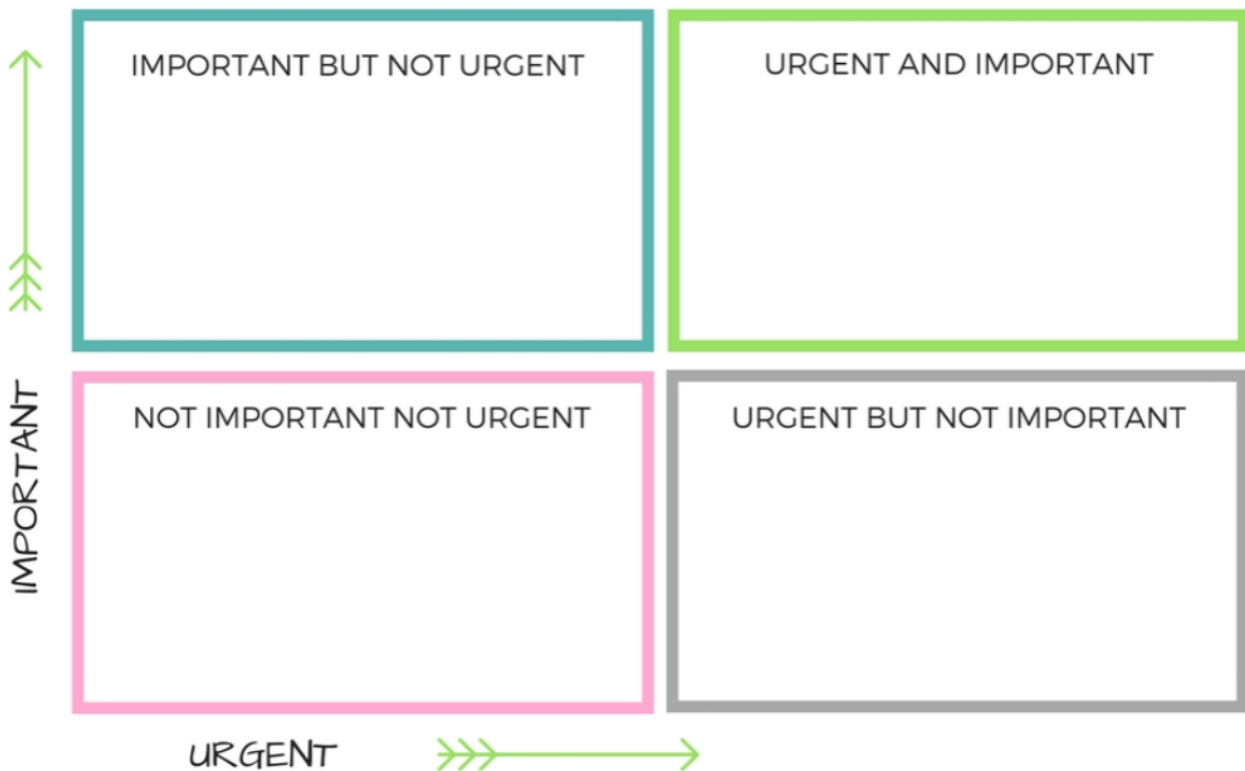 IMPORTANT BUT NOT URGENT
URGENT AND IMPORTANT
IMPORTANT
NOT IMPORTANT NOT URGENT
URGENT BUT NOT IMPORTANT
URGENT